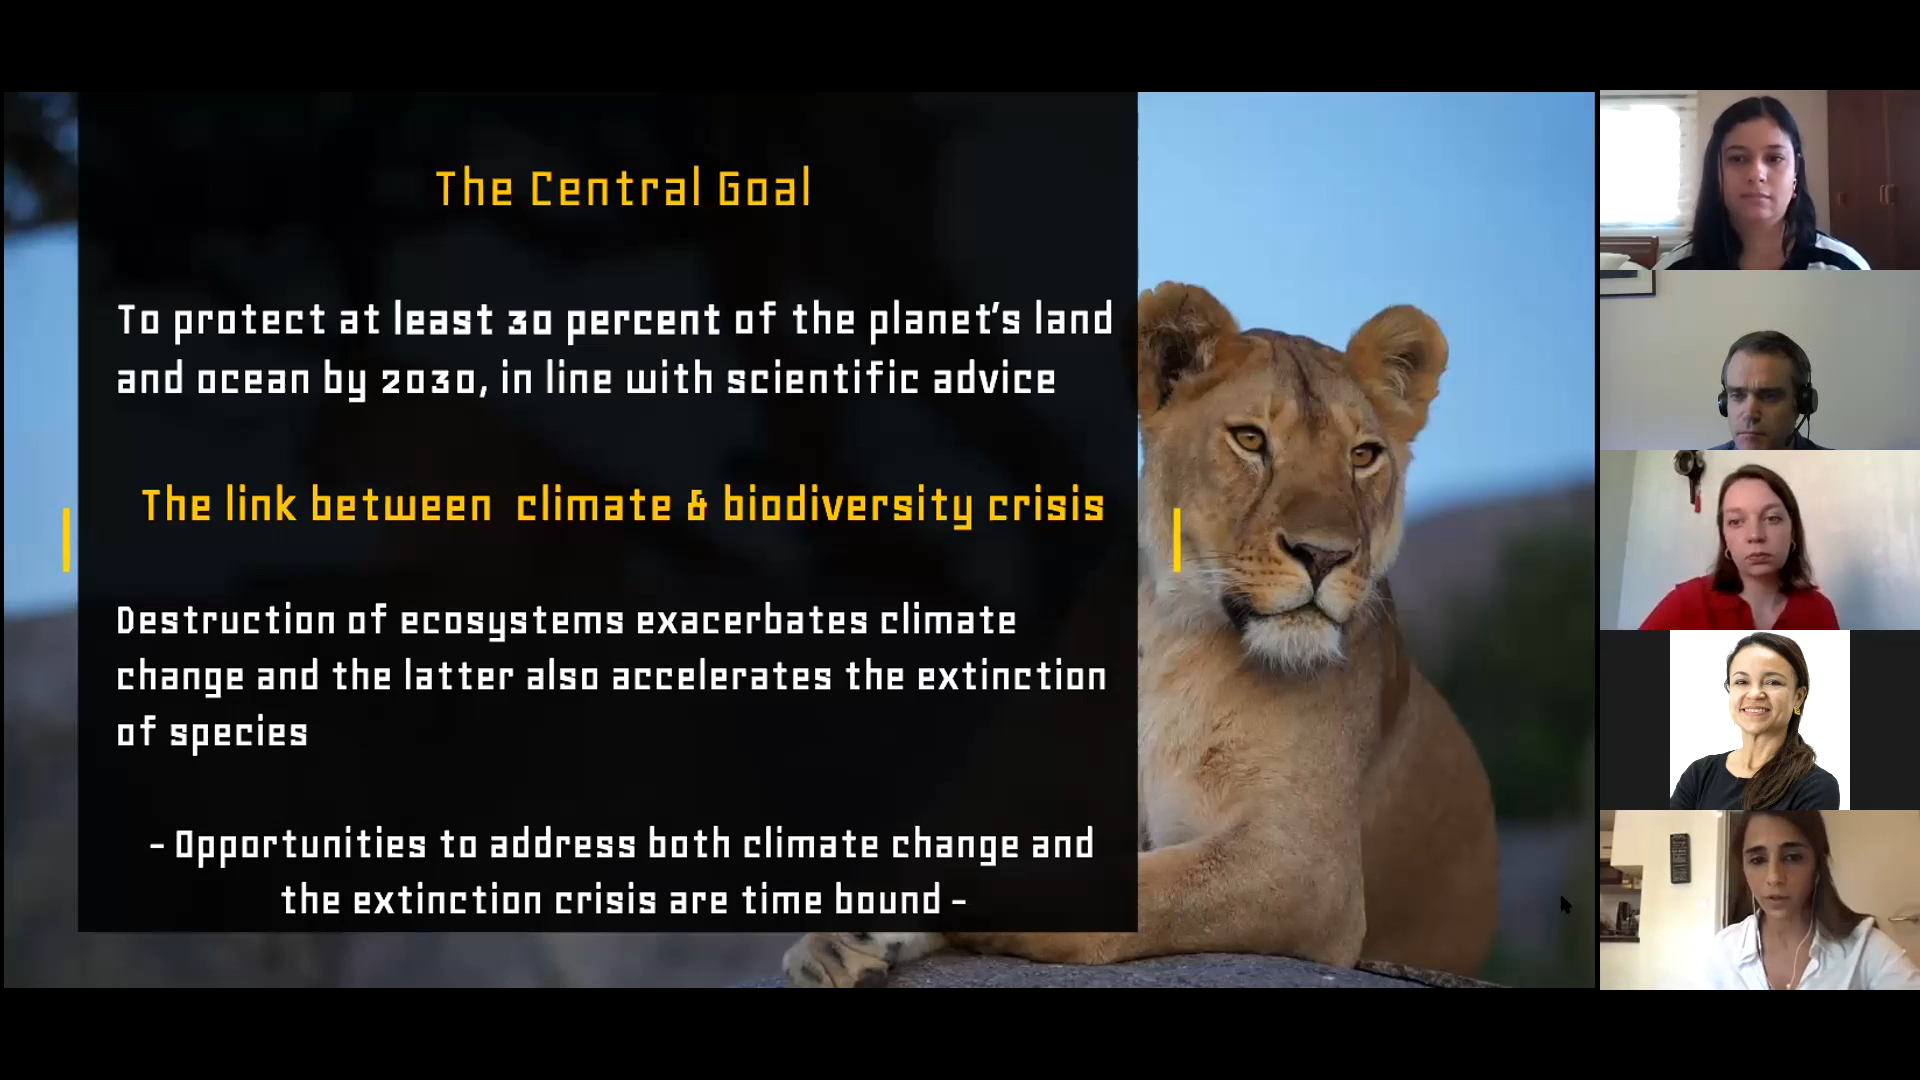 The Central Goal
To protect at least 30 percent of the planet's land
and ocean by 2030, in line with scientific advice
The link between climate & biodiversity crisis
Destruction of ecosystems exacerbates climate
change and the latter also accelerates the extinction
of species
- Opportunities to address both climate change and
the extinction crisis are time bound -